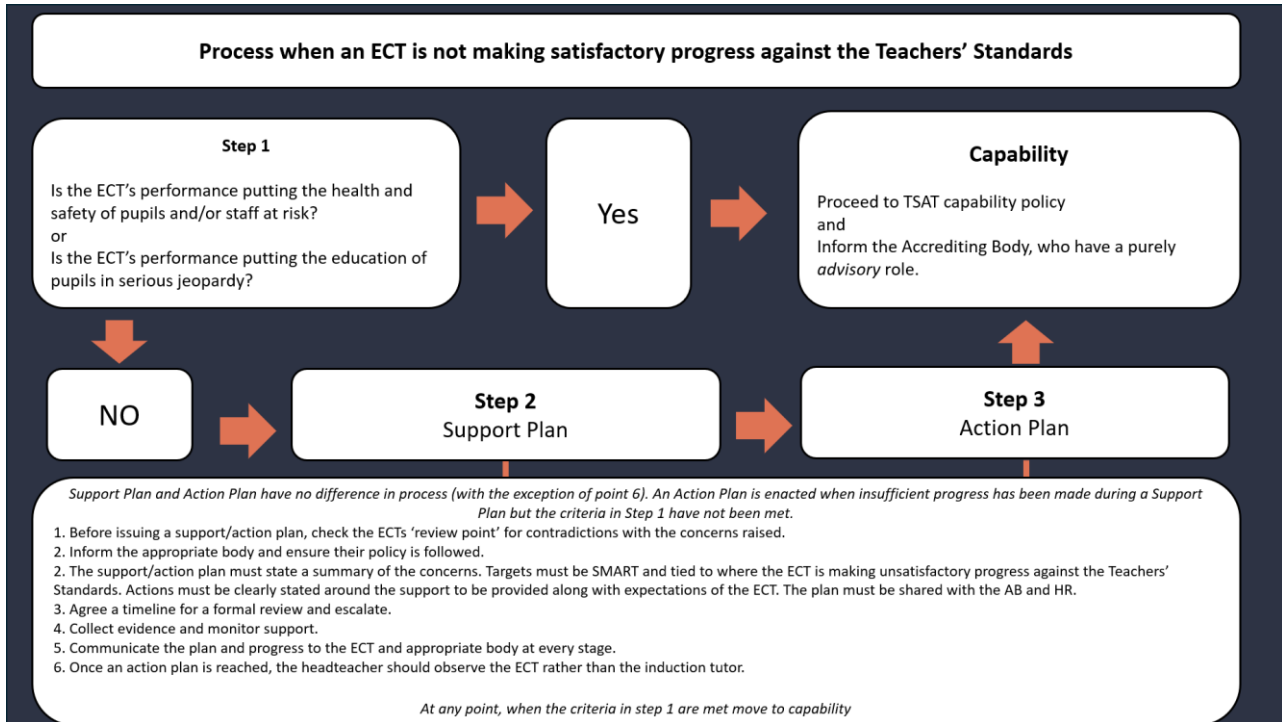 Process when an ECT is not making satisfactory progress against the Teachers' Standards
Step 1
Is the ECT's performance putting the health and
safety of pupils and/or staff at risk?
or
Is the ECT's performance putting the education of
pupils in serious jeopardy?
Yes
Capability
Proceed to TSAT capability policy
and
Inform the Accrediting Body, who have a purely
advisory role.
NO
Step 2
Support Plan
Step 3
Action Plan
Support Plan and Action Plan have no difference in process (with the exception of point 6). An Action Plan is enacted when insufficient progress has been made during a Support
Plan but the criteria in Step 1 have not been met.
1. Before issuing a support/action plan, check the ECTs 'review point' for contradictions with the concerns raised.
2. Inform the appropriate body and ensure their policy is followed.
2. The support/action plan must state a summary of the concerns. Targets must be SMART and tied to where the ECT is making unsatisfactory progress against the Teachers'
Standards. Actions must be clearly stated around the support to be provided along with expectations of the ECT. The plan must be shared with the AB and HR.
3. Agree a timeline for a formal review and escalate.
4. Collect evidence and monitor support.
5. Communicate the plan and progress to the ECT and appropriate body at every stage.
6. Once an action plan is reached, the headteacher should observe the ECT rather than the induction tutor.
At any point, when the criteria in step 1 are met move to capability